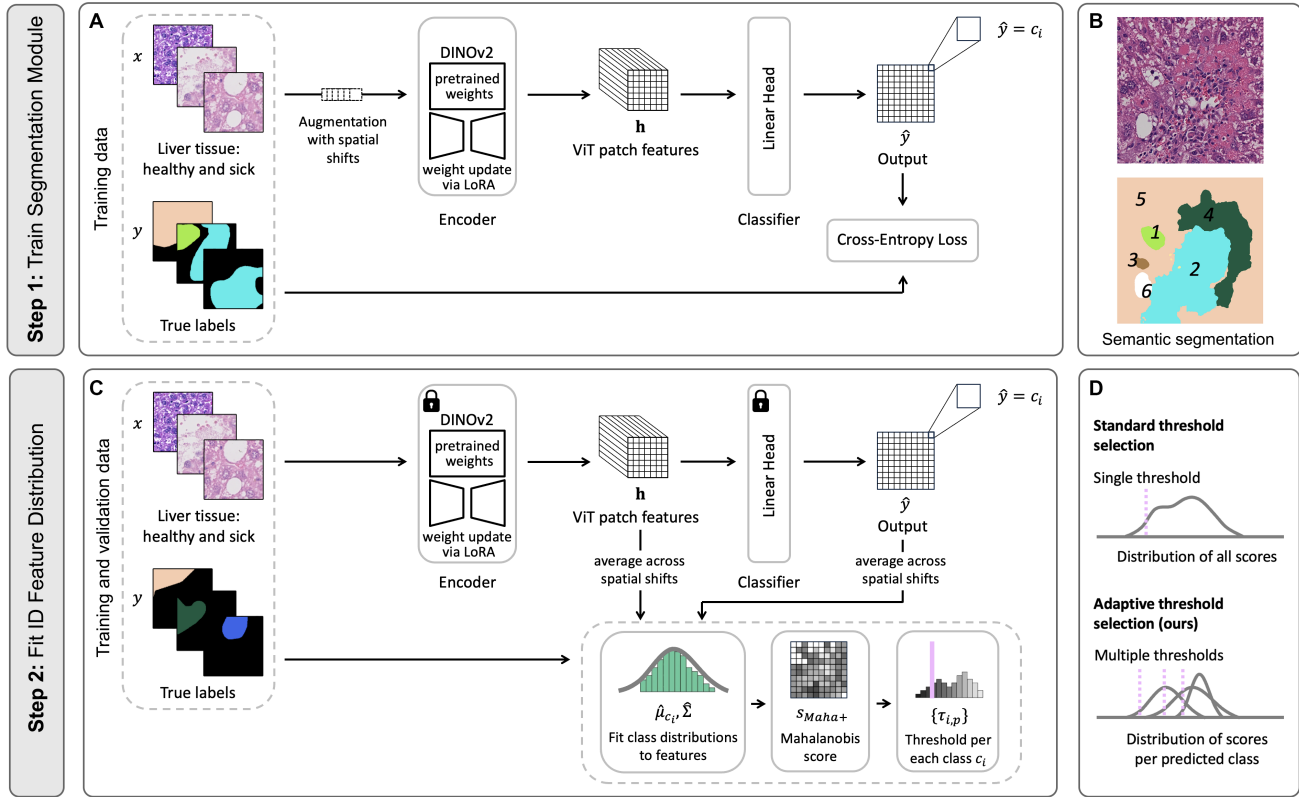 Step 1: Train Segmentation Module
A
Training data
x
Liver tissue:
healthy and sick
y
True labels
Augmentation
with spatial
shifts
DINOv2
pretrained
weights
weight update
via LoRA
Encoder
h
ViT patch features
Linear Head
Classifier
ŷ = c_i
ŷ
Output
Cross-Entropy Loss
B
5
4
1
3
2
6
Semantic segmentation
Step 2: Fit ID Feature Distribution
C
Training and validation data
x
Liver tissue:
healthy and sick
y
True labels
DINOv2
pretrained
weights
weight update
via LoRA
Encoder
h
ViT patch features
average across
spatial shifts
Linear Head
Classifier
ŷ = c_i
ŷ
Output
average across
spatial shifts
μ̂_{c_i}, Σ̂
Fit class distributions
to features
s_{Maha+}
Mahalanobis
score
{τ_{i,p}}
Threshold per
each class c_i
D
Standard threshold
selection
Single threshold
Distribution of all scores
Adaptive threshold
selection (ours)
Multiple thresholds
Distribution of scores
per predicted class